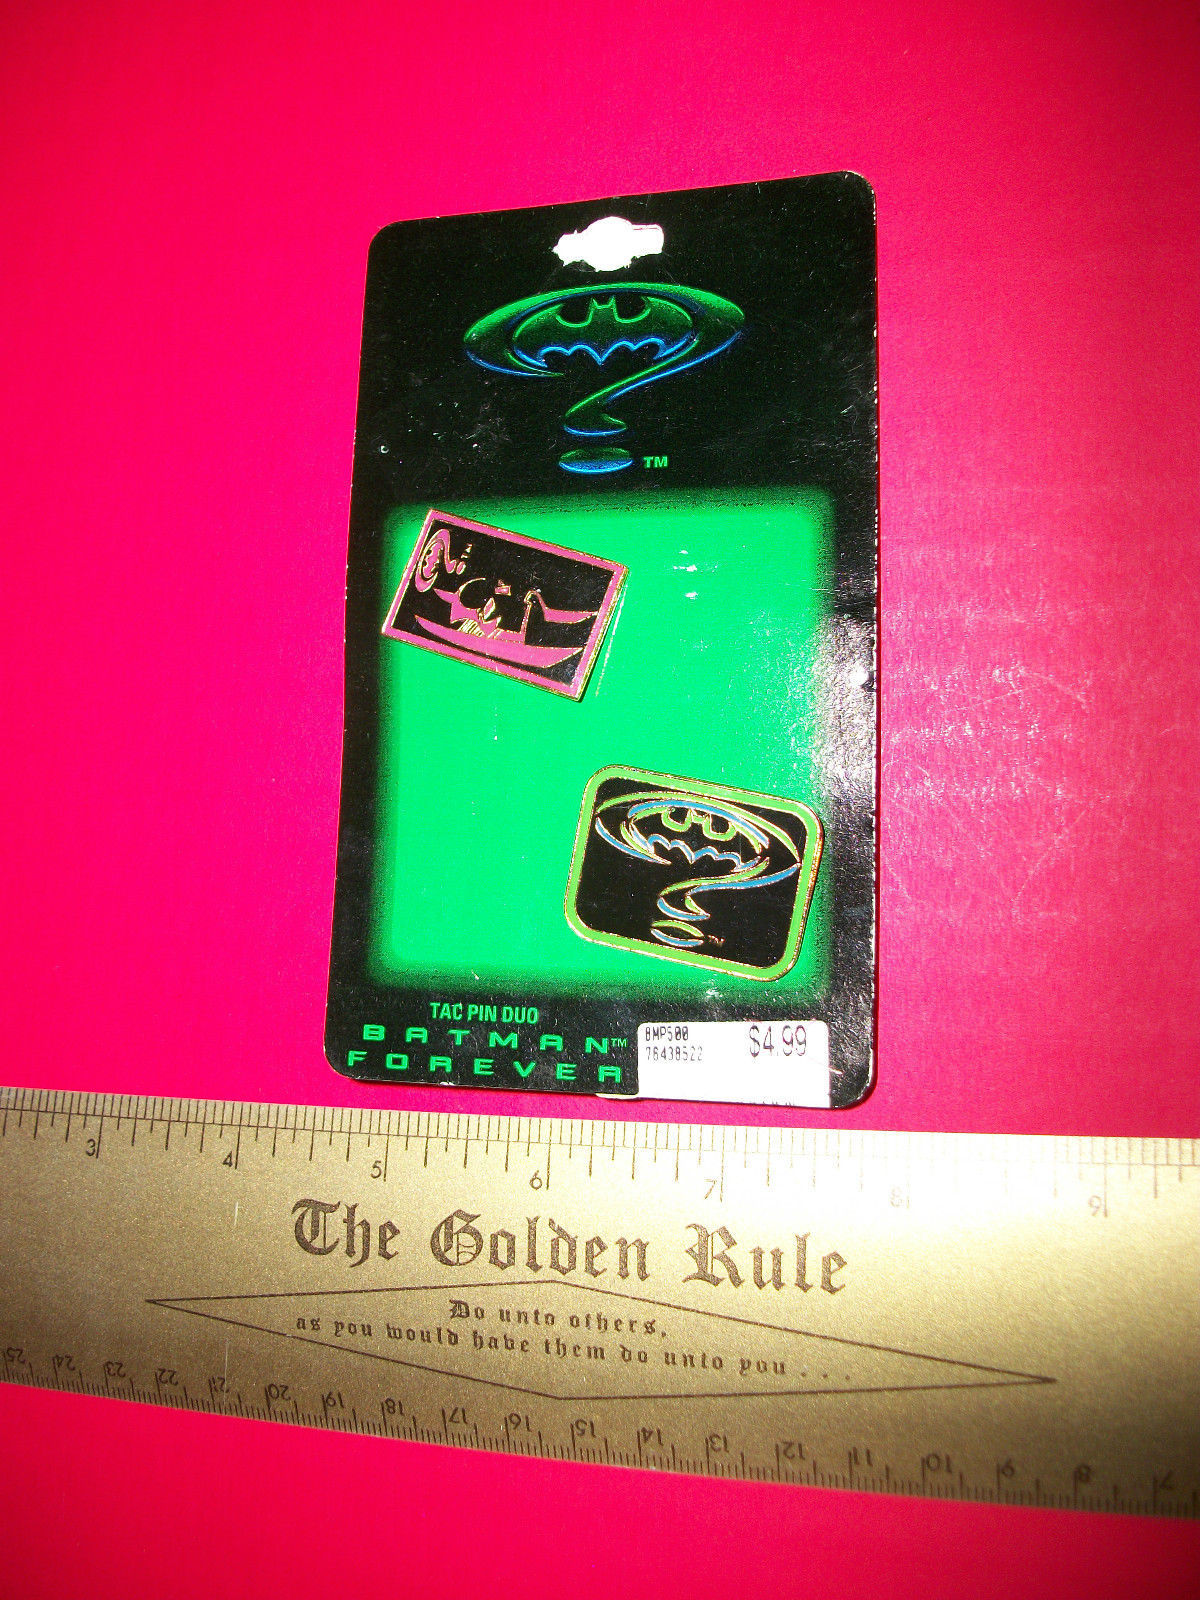 TM
TM
TAC PIN DUO
BATMAN™
FOREVER
BMP500
76438522
$4.99
3 4 5 6 7 8 9
The Golden Rule
Do unto others,
as you would have them do unto you . . .
25 24 23 22 21 20 19 18 17 16 15 14 13 12 11 10 9 8 7